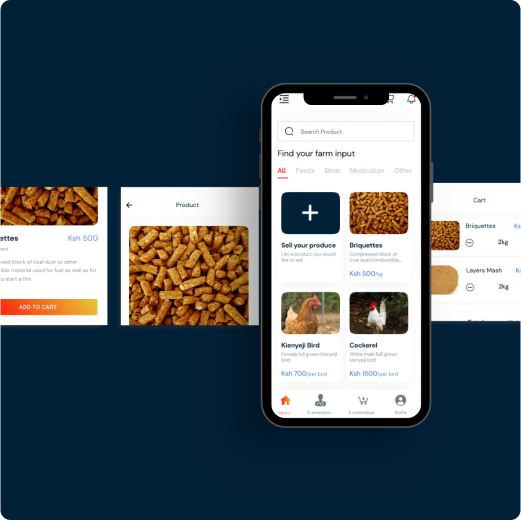 Search Product
Find your farm input
All Feeds Birds Medication Other
Sell your produce
List a product you would
like to sell.
Briquettes
Compressed block of
coal dust/combustible...
Ksh 500/kg
Kienyeji Bird
Female full grown kienyeji
bird
Ksh 700/per bird
Cockerel
White male full grown
kienyeji bird
Ksh 1500/per bird
Menu E-extension E-commerce Profile
ettes Ksh 500
sed block of coal dust or other
ible material used for fuel as well as for
to start a fire.
ADD TO CART
Product
Cart
Briquettes Ks
2kg
Layers Mash K
2kg